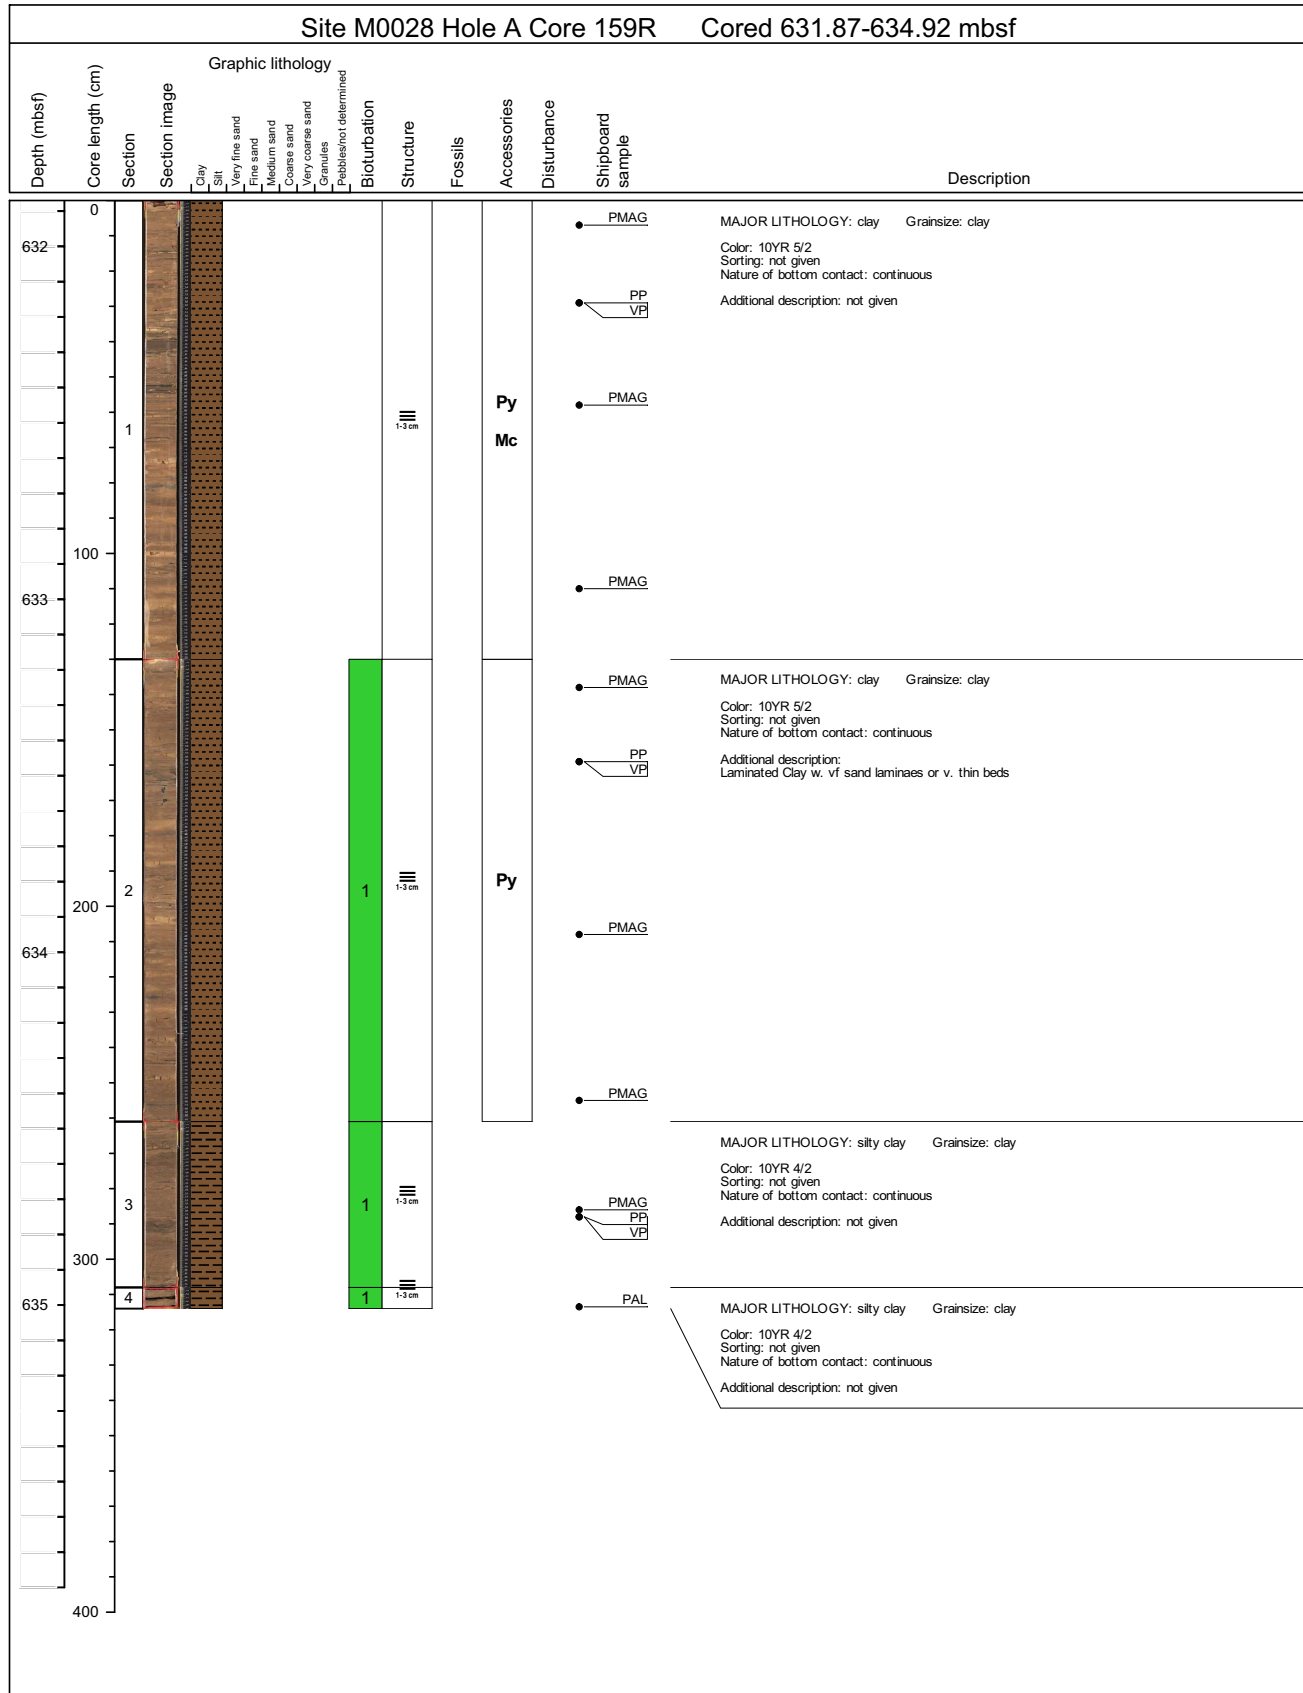 Site M0028 Hole A Core 159R Cored 631.87-634.92 mbsf
Depth (mbsf)
Core length (cm)
Section
Section image
Graphic lithology
Clay
Silt
Very fine sand
Fine sand
Medium sand
Coarse sand
Very coarse sand
Granules
Pebbles/not determined
Bioturbation
Structure
Fossils
Accessories
Disturbance
Shipboard
sample
Description
0
PMAG
MAJOR LITHOLOGY: clay Grainsize: clay
632
Color: 10YR 5/2
Sorting: not given
Nature of bottom contact: continuous
PP
VP
Additional description: not given
Py
PMAG
1
1-3 cm
Mc
100
633
PMAG
PMAG
MAJOR LITHOLOGY: clay Grainsize: clay
Color: 10YR 5/2
Sorting: not given
Nature of bottom contact: continuous
PP
VP
Additional description:
Laminated Clay w. vf sand laminaes or v. thin beds
2
1
1-3 cm
Py
200
634
PMAG
PMAG
MAJOR LITHOLOGY: silty clay Grainsize: clay
Color: 10YR 4/2
Sorting: not given
Nature of bottom contact: continuous
3
1
1-3 cm
PMAG
PP
VP
Additional description: not given
300
4
1
1-3 cm
635
PAL
MAJOR LITHOLOGY: silty clay Grainsize: clay
Color: 10YR 4/2
Sorting: not given
Nature of bottom contact: continuous
Additional description: not given
400